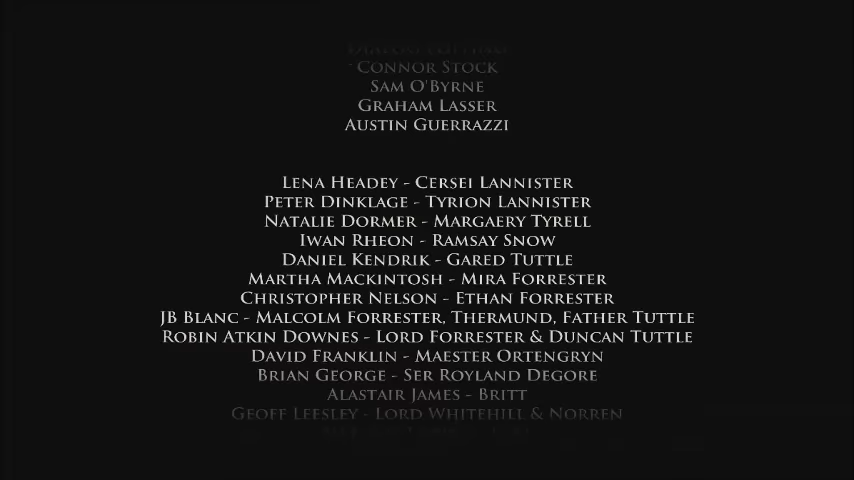 Connor Stock
Sam O'Byrne
Graham Lasser
Austin Guerrazzi
Lena Headey - Cersei Lannister
Peter Dinklage - Tyrion Lannister
Natalie Dormer - Margaery Tyrell
Iwan Rheon - Ramsay Snow
Daniel Kendrik - Gared Tuttle
Martha Mackintosh - Mira Forrester
Christopher Nelson - Ethan Forrester
JB Blanc - Malcolm Forrester, Thermund, Father Tuttle
Robin Atkin Downes - Lord Forrester & Duncan Tuttle
David Franklin - Maester Ortengryn
Brian George - Ser Royland Degore
Alastair James - Britt
Geoff Leesley - Lord Whitehill & Norren